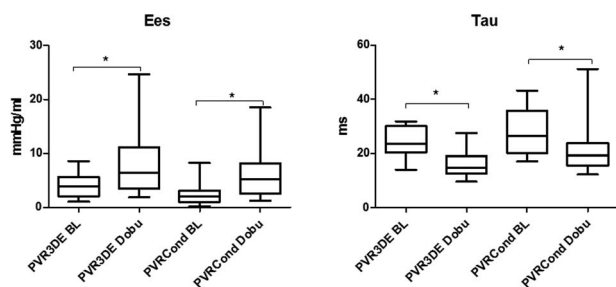 Ees
30
20
10
0
mmHg/ml
*
*
PVR3DE BL
PVR3DE Dobu
PVRCond BL
PVRCond Dobu
Tau
60
40
20
0
ms
*
*
PVR3DE BL
PVR3DE Dobu
PVRCond BL
PVRCond Dobu